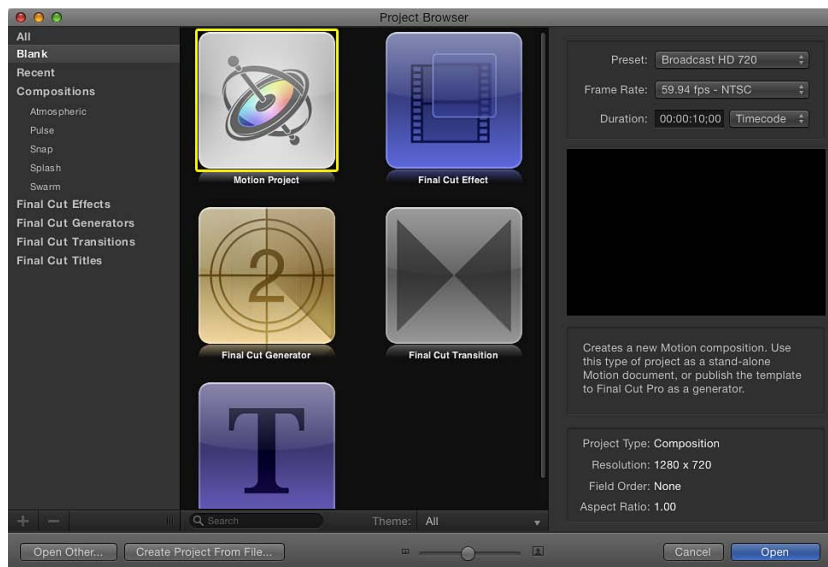 Project Browser
All
Blank
Recent
Compositions
Atmospheric
Pulse
Snap
Splash
Swarm
Final Cut Effects
Final Cut Generators
Final Cut Transitions
Final Cut Titles
Motion Project
Final Cut Effect
2
Final Cut Generator
Final Cut Transition
T
Search
Theme: All
Preset: Broadcast HD 720
Frame Rate: 59.94 fps - NTSC
Duration: 00:00:10;00 Timecode
Creates a new Motion composition. Use
this type of project as a stand-alone
Motion document, or publish the template
to Final Cut Pro as a generator.
Project Type: Composition
Resolution: 1280 x 720
Field Order: None
Aspect Ratio: 1.00
Open Other...
Create Project From File...
Cancel
Open